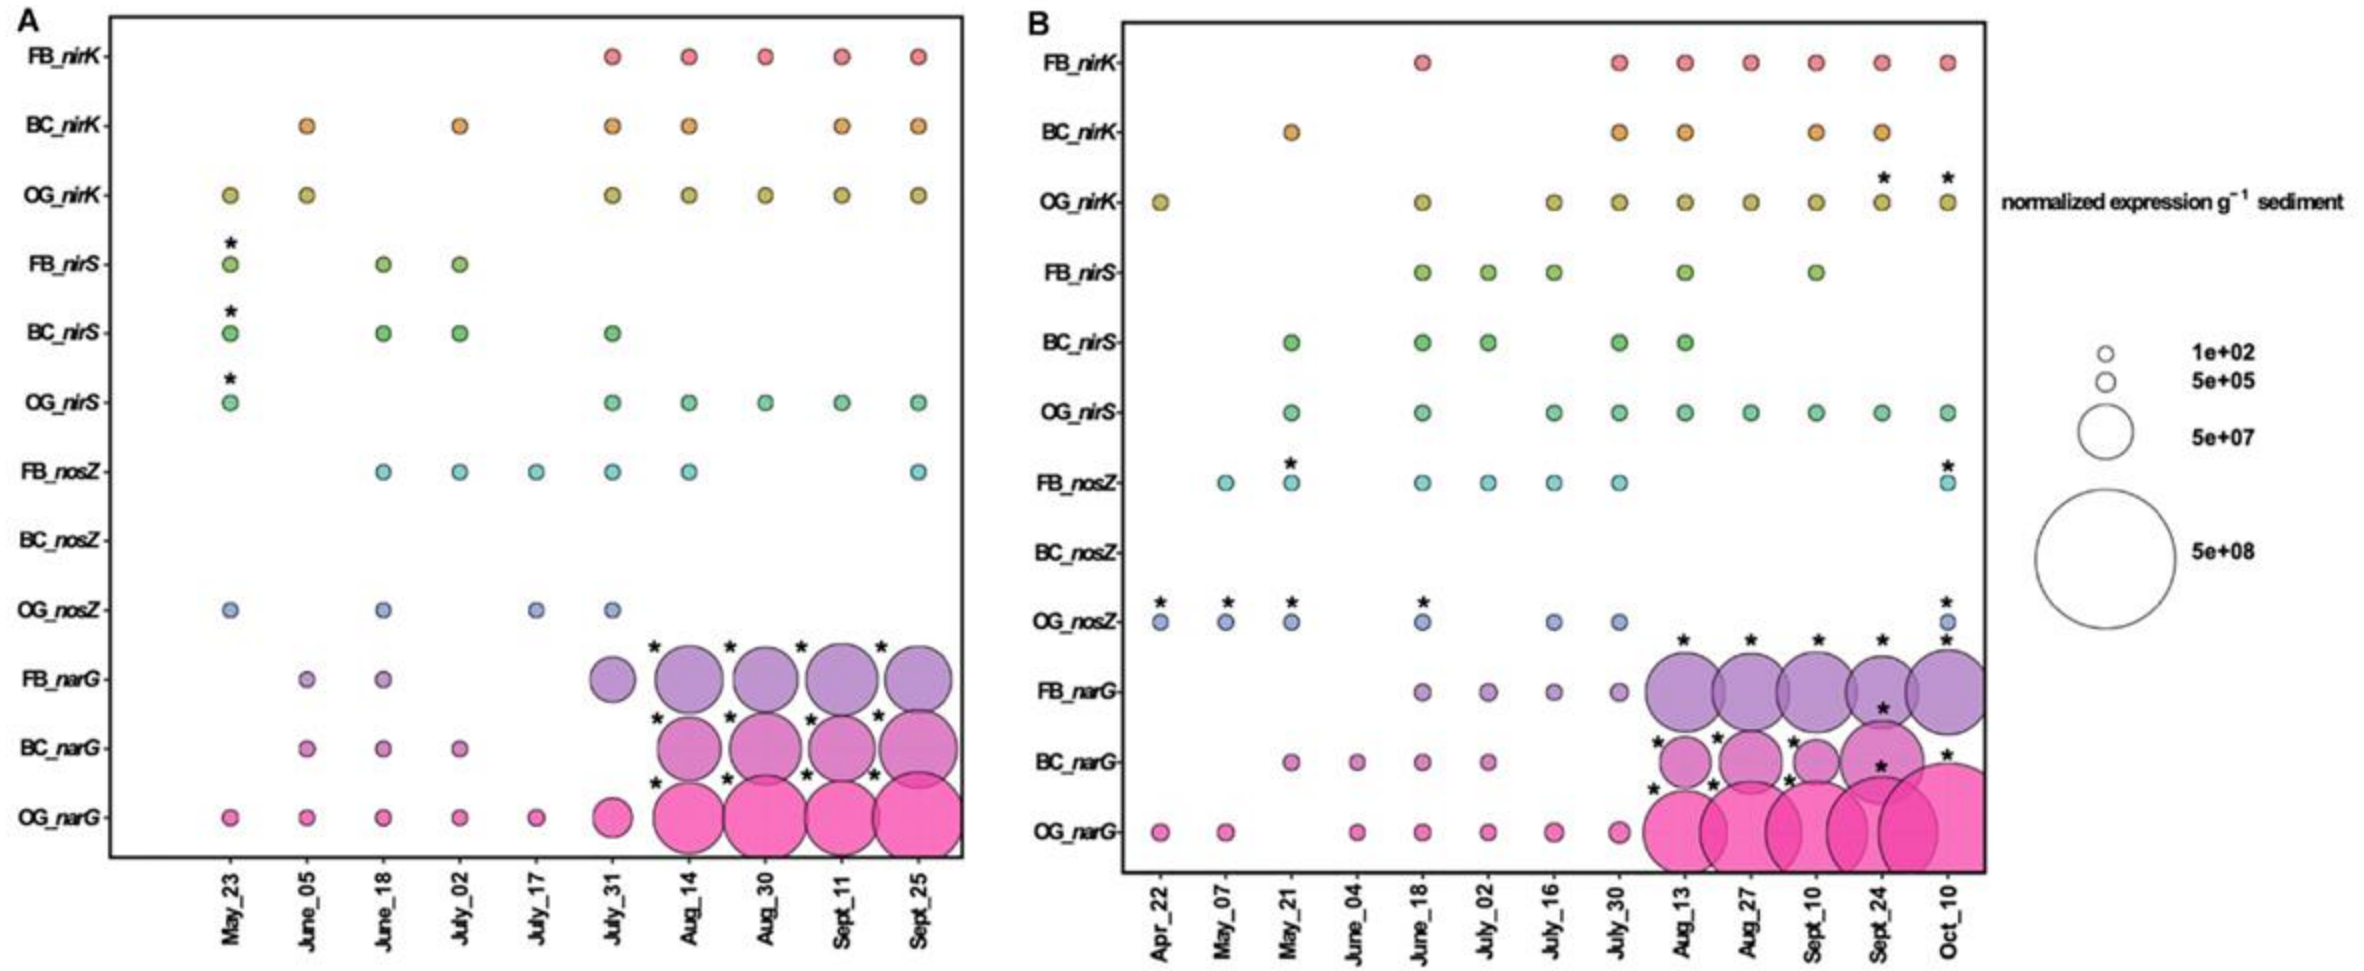 A
FB_nirK
BC_nirK
OG_nirK
FB_nirS
*
BC_nirS
*
OG_nirS
*
FB_nosZ
BC_nosZ
OG_nosZ
FB_narG
* * * *
BC_narG
* * * *
OG_narG
* * * *
May_23
June_05
June_18
July_02
July_17
July_31
Aug_14
Aug_30
Sept_11
Sept_25
B
FB_nirK
BC_nirK
OG_nirK
* *
FB_nirS
BC_nirS
OG_nirS
FB_nosZ
* *
BC_nosZ
OG_nosZ
* * * * *
FB_narG
* * * * *
BC_narG
* * * *
OG_narG
* * * * *
Apr_22
May_07
May_21
June_04
June_18
July_02
July_16
July_30
Aug_13
Aug_27
Sept_10
Sept_24
Oct_10
normalized expression g⁻¹ sediment
1e+02
5e+05
5e+07
5e+08